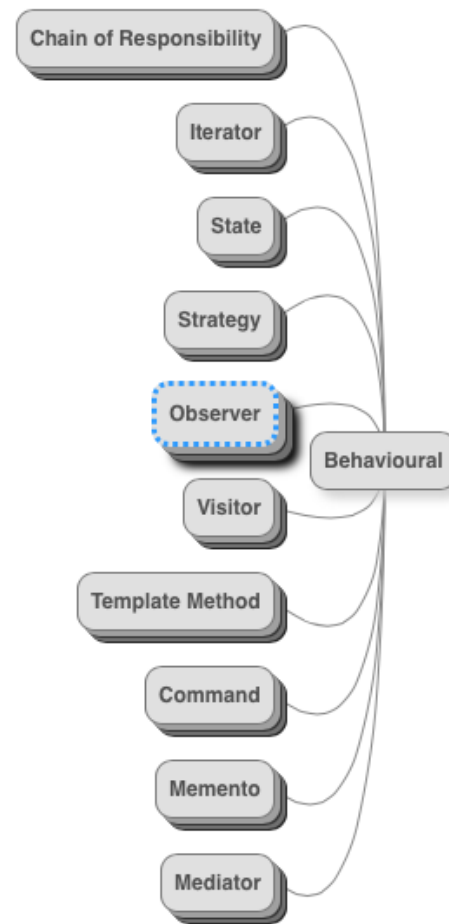 Chain of Responsibility
Iterator
State
Strategy
Observer
Behavioural
Visitor
Template Method
Command
Memento
Mediator